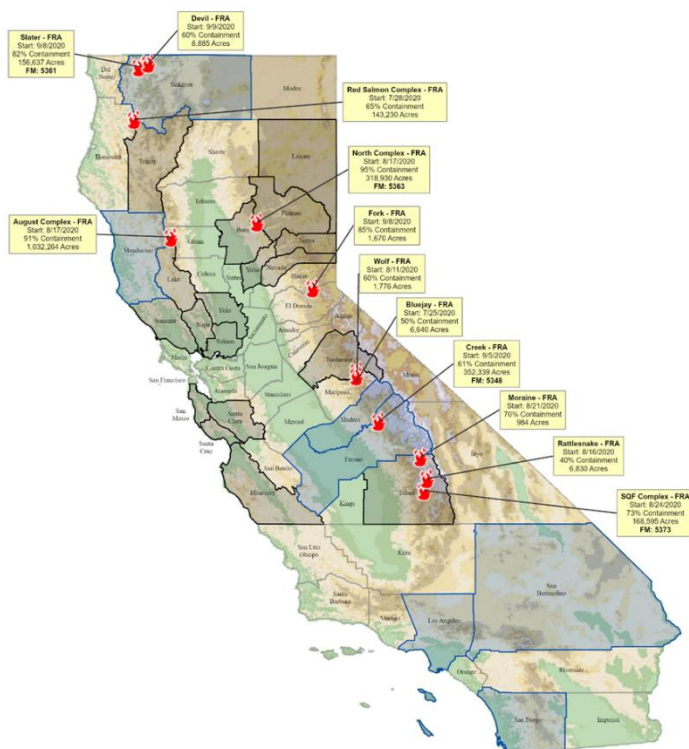 Devil - FRA
Start: 9/9/2020
60% Containment
8,885 Acres
Slater - FRA
Start: 9/8/2020
82% Containment
156,637 Acres
FM: 5361
Red Salmon Complex - FRA
Start: 7/28/2020
65% Containment
143,230 Acres
North Complex - FRA
Start: 8/17/2020
95% Containment
318,930 Acres
FM: 5363
August Complex - FRA
Start: 8/17/2020
91% Containment
1,032,264 Acres
Fork - FRA
Start: 9/8/2020
85% Containment
1,670 Acres
Wolf - FRA
Start: 8/11/2020
60% Containment
1,776 Acres
Bluejay - FRA
Start: 7/25/2020
50% Containment
6,640 Acres
Creek - FRA
Start: 9/5/2020
61% Containment
352,339 Acres
FM: 5348
Moraine - FRA
Start: 8/21/2020
70% Containment
984 Acres
Rattlesnake - FRA
Start: 8/16/2020
40% Containment
6,830 Acres
SQF Complex - FRA
Start: 8/24/2020
73% Containment
168,595 Acres
FM: 5373
Del
Norte
Siskiyou
Modoc
Humboldt
Trinity
Shasta
Lassen
Tehama
Plumas
Butte
Glenn
Mendocino
Sierra
Nevada
Yuba
Placer
Colusa
Sutter
Lake
El Dorado
Yolo
Alpine
Sonoma
Napa
Amador
Solano
Sacramento
Calaveras
Tuolumne
Marin
Contra Costa
San Joaquin
Mono
San Francisco
Alameda
Stanislaus
Mariposa
San
Mateo
Santa
Clara
Merced
Madera
Santa
Cruz
Fresno
Inyo
San Benito
Monterey
Kings
Tulare
San Luis
Obispo
Kern
Santa
Barbara
Ventura
Los Angeles
San
Bernardino
Orange
Riverside
San Diego
Imperial